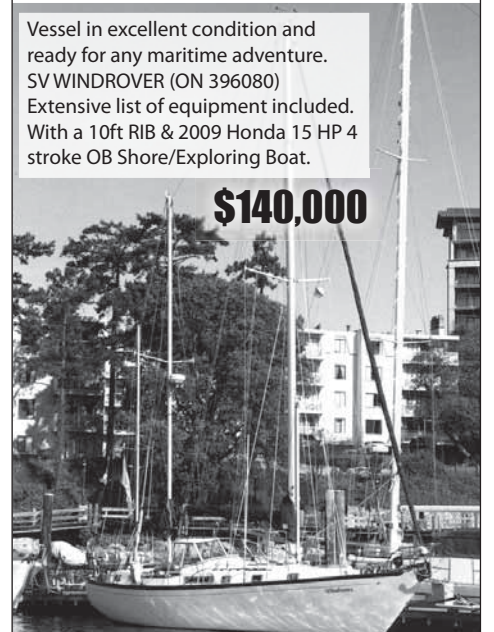 Vessel in excellent condition and
ready for any maritime adventure.
SV WINDROVER (ON 396080)
Extensive list of equipment included.
With a 10ft RIB & 2009 Honda 15 HP 4
stroke OB Shore/Exploring Boat.
$140,000